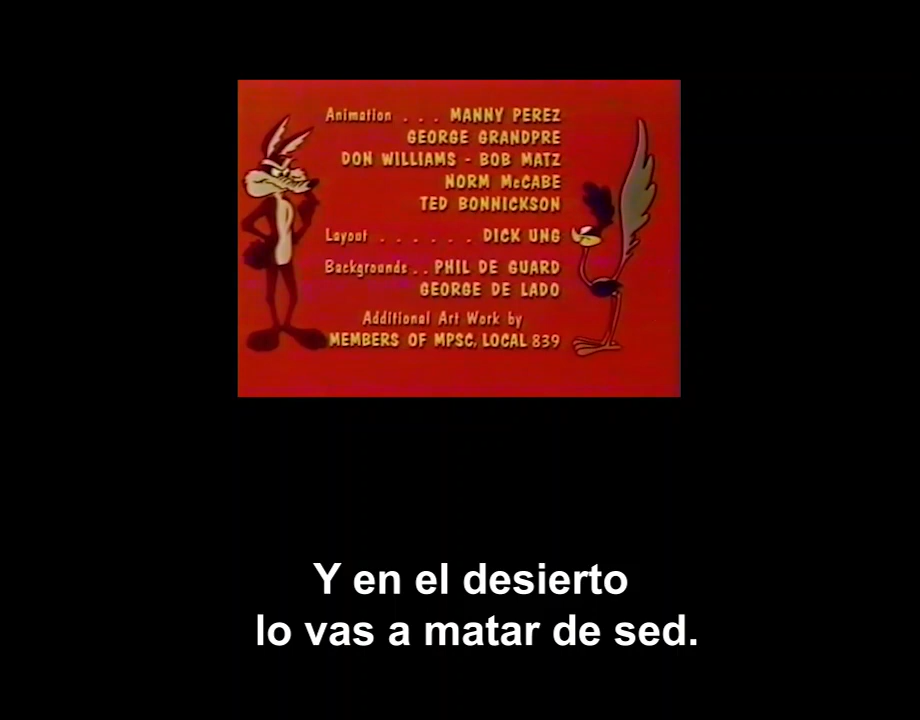 Animation . . . MANNY PEREZ
GEORGE GRANDPRE
DON WILLIAMS - BOB MATZ
NORM McCABE
TED BONNICKSON
Layout . . . . . . DICK UNG
Backgrounds . . PHIL DE GUARD
GEORGE DE LADO
Additional Art Work by
MEMBERS OF MPSC, LOCAL 839
Y en el desierto
lo vas a matar de sed.